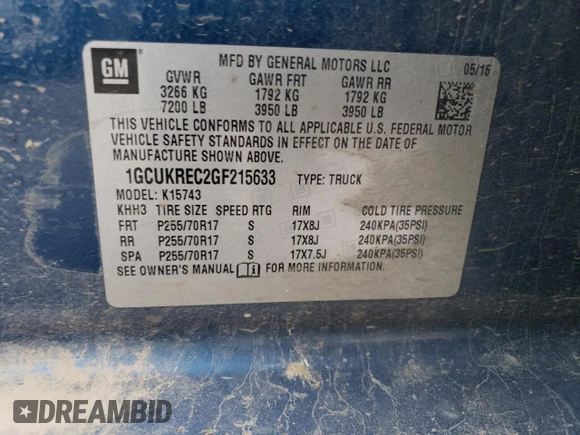 GM
MFD BY GENERAL MOTORS LLC 05/16
GVWR GAWR FRT GAWR RR
3266 KG 1792 KG 1792 KG
7200 LB 3950 LB 3950 LB
THIS VEHICLE CONFORMS TO ALL APPLICABLE U.S. FEDERAL MOTOR
VEHICLE SAFETY STANDARDS IN EFFECT ON THE DATE OF
MANUFACTURE SHOWN ABOVE.
1GCUKREC2GF215633 TYPE: TRUCK
MODEL: K15743
KHH3 TIRE SIZE SPEED RTG RIM COLD TIRE PRESSURE
FRT P255/70R17 S 17X8J 240KPA(35PSI)
RR P255/70R17 S 17X8J 240KPA(35PSI)
SPA P255/70R17 S 17X7.5J 240KPA(35PSI)
SEE OWNER'S MANUAL FOR MORE INFORMATION.
DREAMBID